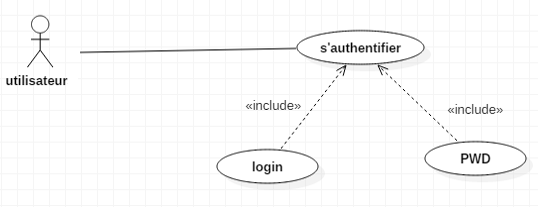 s'authentifier
utilisateur
«include»
«include»
login
PWD